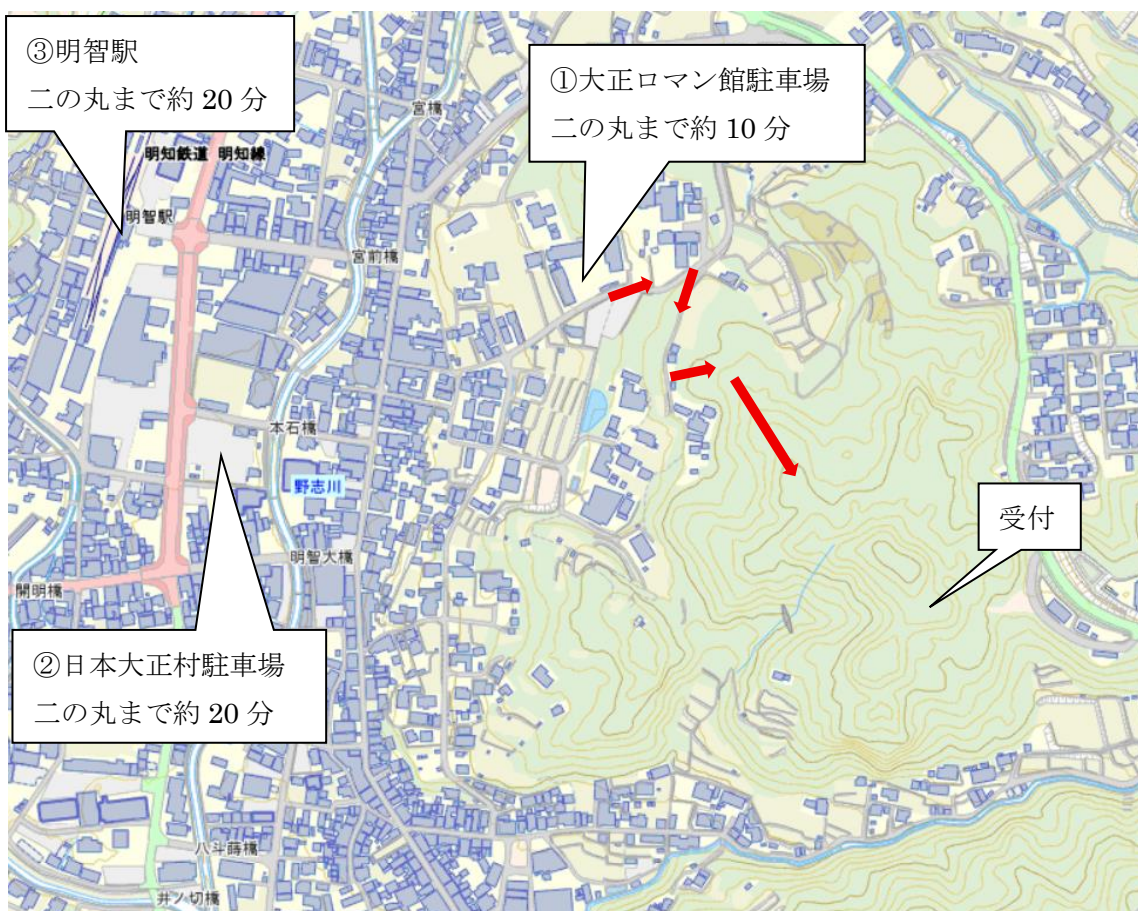 ③明智駅
二の丸まで約 20 分
①大正ロマン館駐車場
二の丸まで約 10 分
宮橋
明知鉄道 明知線
明智駅
宮前橋
本石橋
野志川
受付
明智大橋
開明橋
②日本大正村駐車場
二の丸まで約 20 分
八斗蒔橋
井ノ切橋